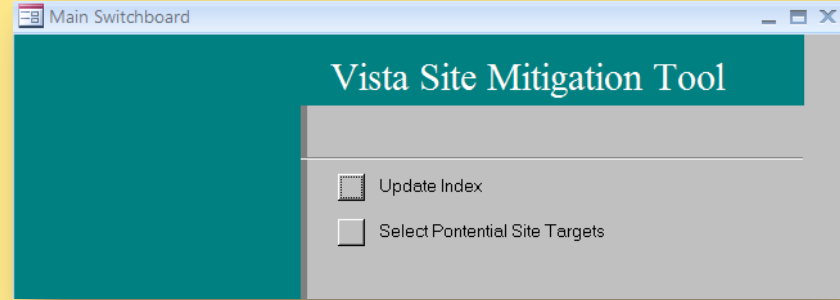 Main Switchboard
Vista Site Mitigation Tool
Update Index
Select Pontential Site Targets